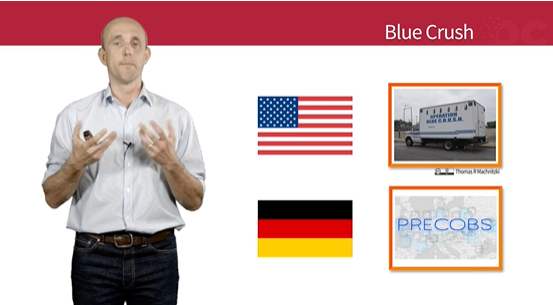 Blue Crush
OPERATION
BLUE C.R.U.S.H.
Thomas R Machnitzki
PRECOBS